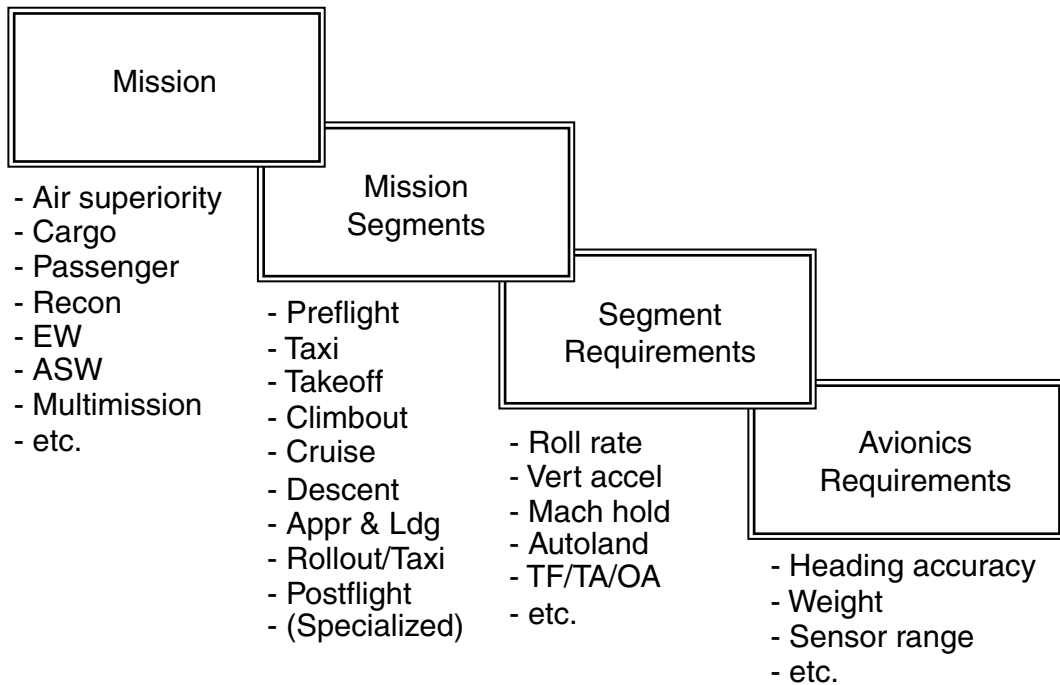 Mission
- Air superiority
- Cargo
- Passenger
- Recon
- EW
- ASW
- Multimission
- etc.
Mission
Segments
- Preflight
- Taxi
- Takeoff
- Climbout
- Cruise
- Descent
- Appr & Ldg
- Rollout/Taxi
- Postflight
- (Specialized)
Segment
Requirements
- Roll rate
- Vert accel
- Mach hold
- Autoland
- TF/TA/OA
- etc.
Avionics
Requirements
- Heading accuracy
- Weight
- Sensor range
- etc.